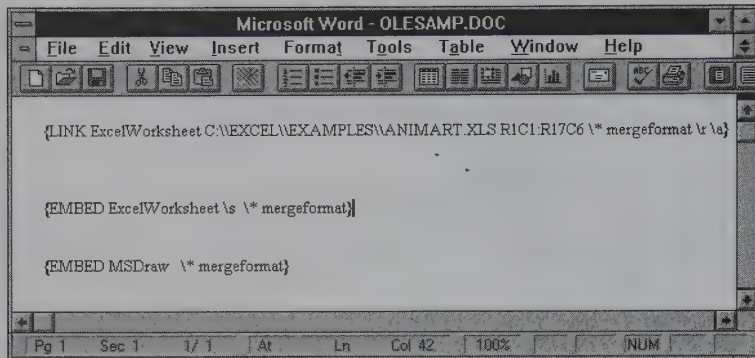 Microsoft Word - OLESAMP.DOC
File Edit View Insert Format Tools Table Window Help
ABC
{LINK ExcelWorksheet C:\\EXCEL\\EXAMPLES\\ANIMART.XLS R1C1:R17C6 \* mergeformat \r \a}
{EMBED ExcelWorksheet \s \* mergeformat}
{EMBED MSDraw \* mergeformat}
Pg 1 Sec 1 1/ 1 At Ln Col 42 100% NUM